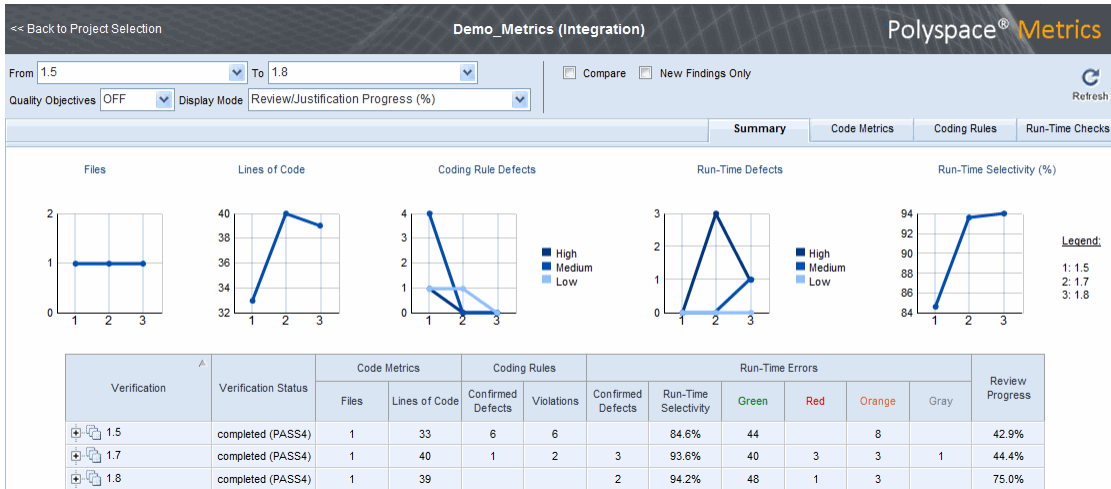 << Back to Project Selection
Demo_Metrics (Integration)
Polyspace® Metrics
From 1.5 To 1.8
Compare New Findings Only
Quality Objectives OFF Display Mode Review/Justification Progress (%)
Refresh
Summary Code Metrics Coding Rules Run-Time Checks
Files
2
1
0
1 2 3
Lines of Code
40
38
36
34
32
1 2 3
Coding Rule Defects
4
3
2
1
0
1 2 3
High
Medium
Low
Run-Time Defects
3
2
1
0
1 2 3
High
Medium
Low
Run-Time Selectivity (%)
94
92
90
88
86
84
1 2 3
Legend:
1: 1.5
2: 1.7
3: 1.8
Verification Verification Status Code Metrics Coding Rules Run-Time Errors Review Progress
Files Lines of Code Confirmed Defects Violations Confirmed Defects Run-Time Selectivity Green Red Orange Gray
1.5 completed (PASS4) 1 33 6 6 84.6% 44 8 42.9%
1.7 completed (PASS4) 1 40 1 2 3 93.6% 40 3 3 1 44.4%
1.8 completed (PASS4) 1 39 2 94.2% 48 1 3 75.0%